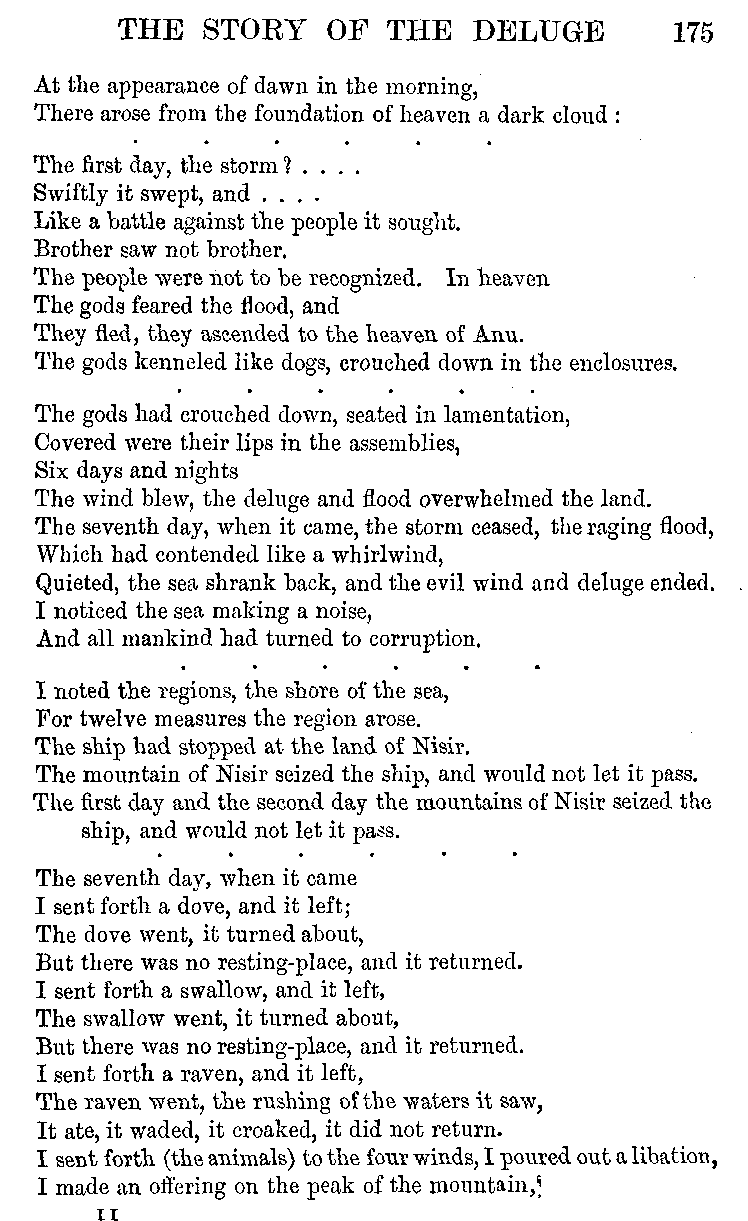 THE STORY OF THE DELUGE 175
At the appearance of dawn in the morning,
There arose from the foundation of heaven a dark cloud :
. . . . . .
The first day, the storm ? . . . .
Swiftly it swept, and . . . .
Like a battle against the people it sought.
Brother saw not brother.
The people were not to be recognized. In heaven
The gods feared the flood, and
They fled, they ascended to the heaven of Anu.
The gods kenneled like dogs, crouched down in the enclosures.
. . . . . .
The gods had crouched down, seated in lamentation,
Covered were their lips in the assemblies,
Six days and nights
The wind blew, the deluge and flood overwhelmed the land.
The seventh day, when it came, the storm ceased, the raging flood,
Which had contended like a whirlwind,
Quieted, the sea shrank back, and the evil wind and deluge ended.
I noticed the sea making a noise,
And all mankind had turned to corruption.
. . . . . .
I noted the regions, the shore of the sea,
For twelve measures the region arose.
The ship had stopped at the land of Nisir.
The mountain of Nisir seized the ship, and would not let it pass.
The first day and the second day the mountains of Nisir seized the
ship, and would not let it pass.
. . . . . .
The seventh day, when it came
I sent forth a dove, and it left;
The dove went, it turned about,
But there was no resting-place, and it returned.
I sent forth a swallow, and it left,
The swallow went, it turned about,
But there was no resting-place, and it returned.
I sent forth a raven, and it left,
The raven went, the rushing of the waters it saw,
It ate, it waded, it croaked, it did not return.
I sent forth (the animals) to the four winds, I poured out a libation,
I made an offering on the peak of the mountain,
II